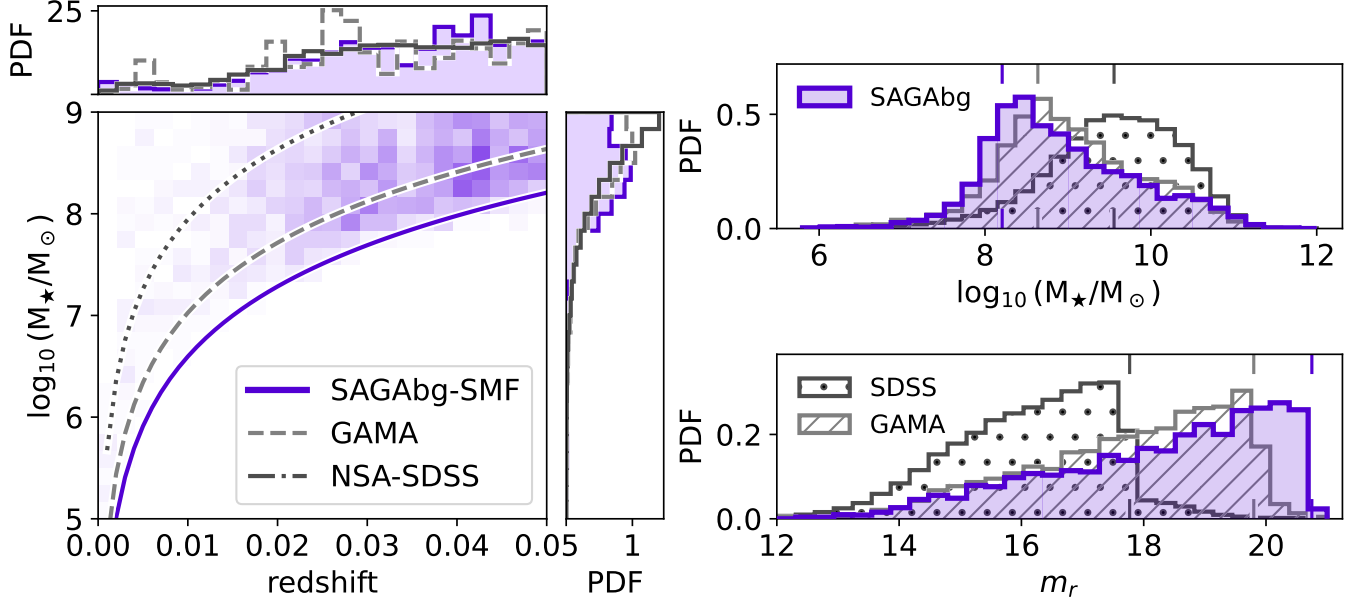 25
PDF
9
8
7
6
5
log₁₀(M★/M⊙)
SAGAbg-SMF
GAMA
NSA-SDSS
0.00 0.01 0.02 0.03 0.04 0.05
redshift
1
PDF
0.5
0.0
PDF
SAGAbg
6 8 10 12
log₁₀(M★/M⊙)
0.2
0.0
PDF
SDSS
GAMA
12 14 16 18 20
mᵣ